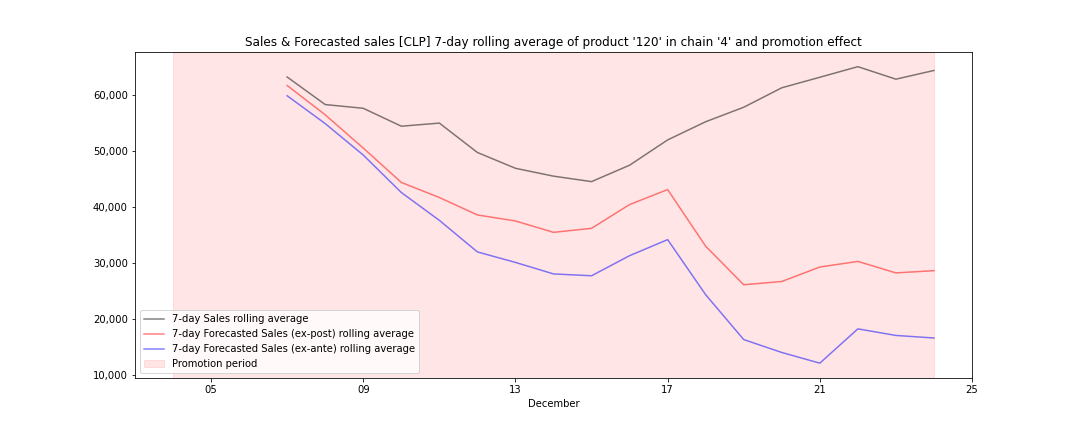 Sales & Forecasted sales [CLP] 7-day rolling average of product '120' in chain '4' and promotion effect
60,000
50,000
40,000
30,000
20,000
10,000
7-day Sales rolling average
7-day Forecasted Sales (ex-post) rolling average
7-day Forecasted Sales (ex-ante) rolling average
Promotion period
05 09 13 17 21 25
December